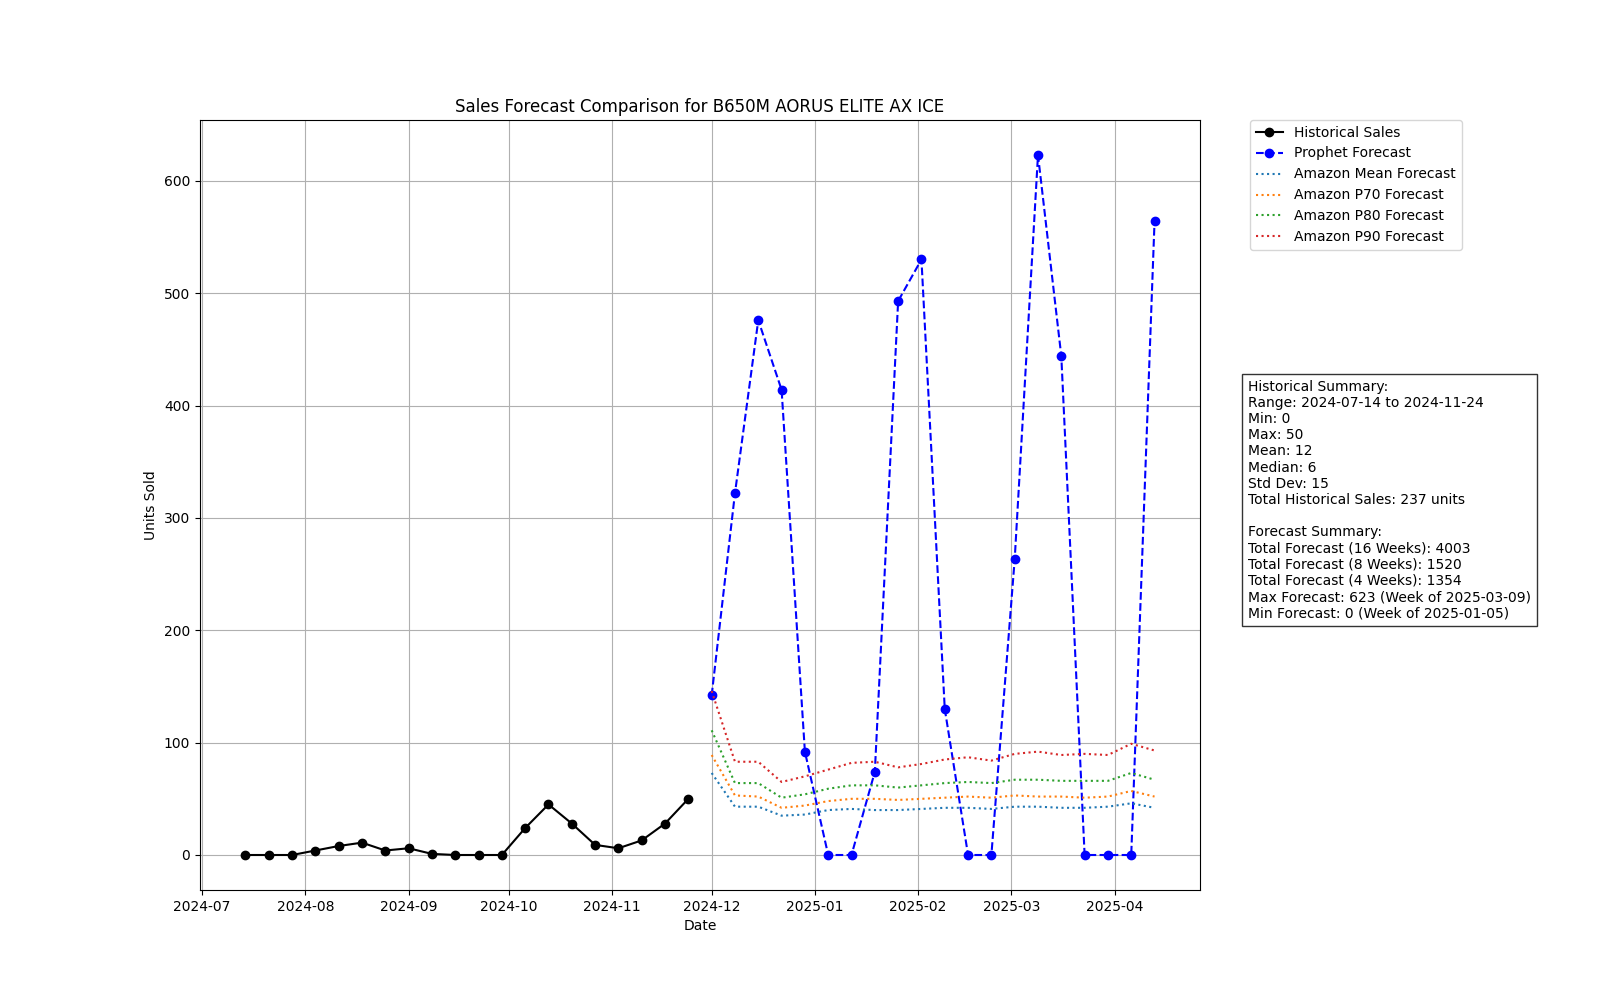 Sales Forecast Comparison for B650M AORUS ELITE AX ICE
Historical Sales
Prophet Forecast
Amazon Mean Forecast
Amazon P70 Forecast
Amazon P80 Forecast
Amazon P90 Forecast
Units Sold
600
500
400
300
200
100
0
2024-07
2024-08
2024-09
2024-10
2024-11
2024-12
2025-01
2025-02
2025-03
2025-04
Date
Historical Summary:
Range: 2024-07-14 to 2024-11-24
Min: 0
Max: 50
Mean: 12
Median: 6
Std Dev: 15
Total Historical Sales: 237 units
Forecast Summary:
Total Forecast (16 Weeks): 4003
Total Forecast (8 Weeks): 1520
Total Forecast (4 Weeks): 1354
Max Forecast: 623 (Week of 2025-03-09)
Min Forecast: 0 (Week of 2025-01-05)